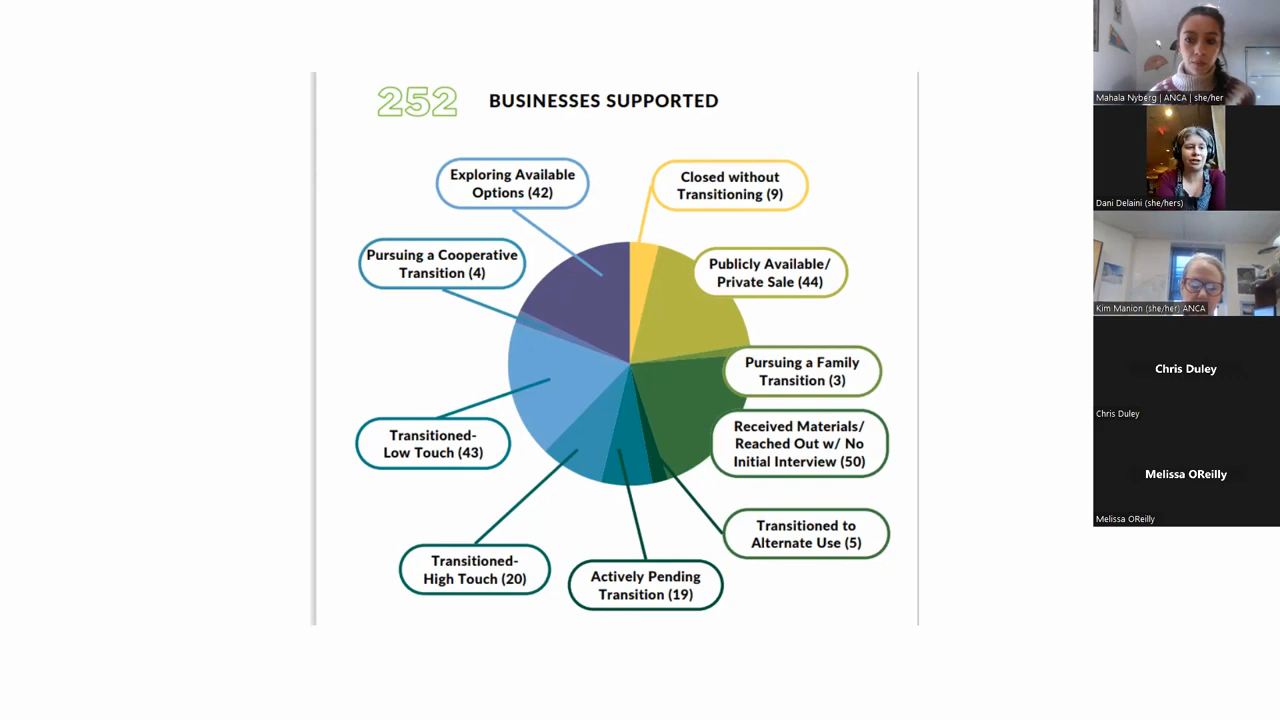 252 BUSINESSES SUPPORTED
Exploring Available
Options (42)
Closed without
Transitioning (9)
Pursuing a Cooperative
Transition (4)
Publicly Available/
Private Sale (44)
Pursuing a Family
Transition (3)
Received Materials/
Reached Out w/ No
Initial Interview (50)
Transitioned-
Low Touch (43)
Transitioned to
Alternate Use (5)
Transitioned-
High Touch (20)
Actively Pending
Transition (19)
Mahala Nyberg | ANCA | she/her
Dani Delaini (she/hers)
Kim Manion (she/her) ANCA
Chris Duley
Chris Duley
Melissa OReilly
Melissa OReilly